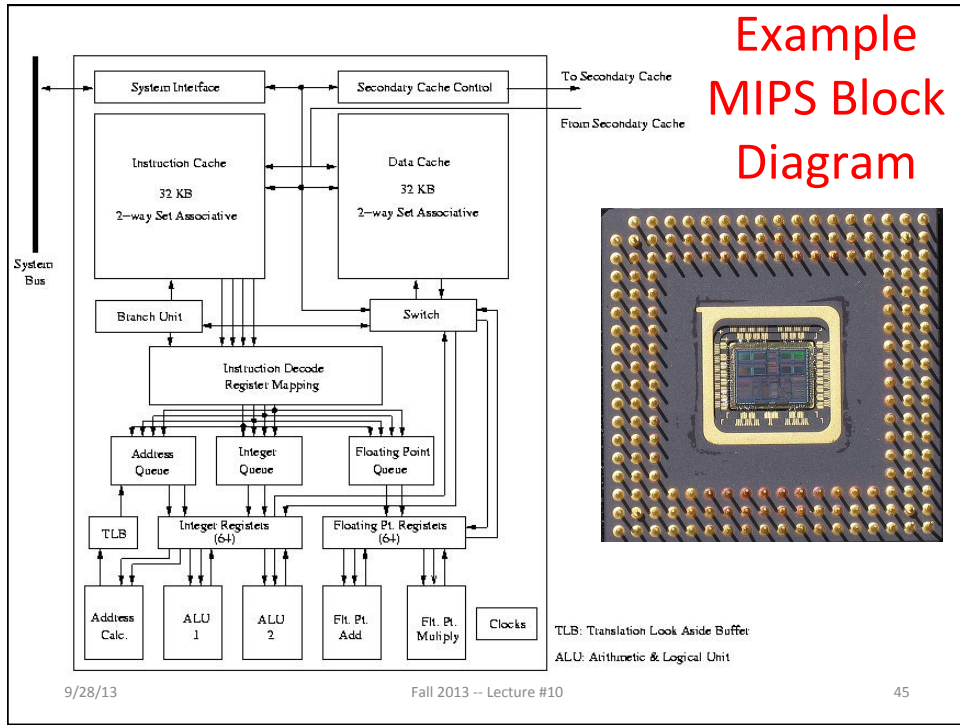 Example
MIPS Block
Diagram
System Interface
Secondary Cache Control
To Secondary Cache
From Secondary Cache
Instruction Cache
32 KB
2-way Set Associative
Data Cache
32 KB
2-way Set Associative
System
Bus
Branch Unit
Switch
Instruction Decode
Register Mapping
Address
Queue
Integer
Queue
Floating Point
Queue
TLB
Integer Registers
(64)
Floating Pt. Registers
(64)
Address
Calc.
ALU
1
ALU
2
Flt. Pt.
Add
Flt. Pt.
Muliply
Clocks
TLB: Translation Look Aside Buffer
ALU: Arithmetic & Logical Unit
9/28/13
Fall 2013 -- Lecture #10
45